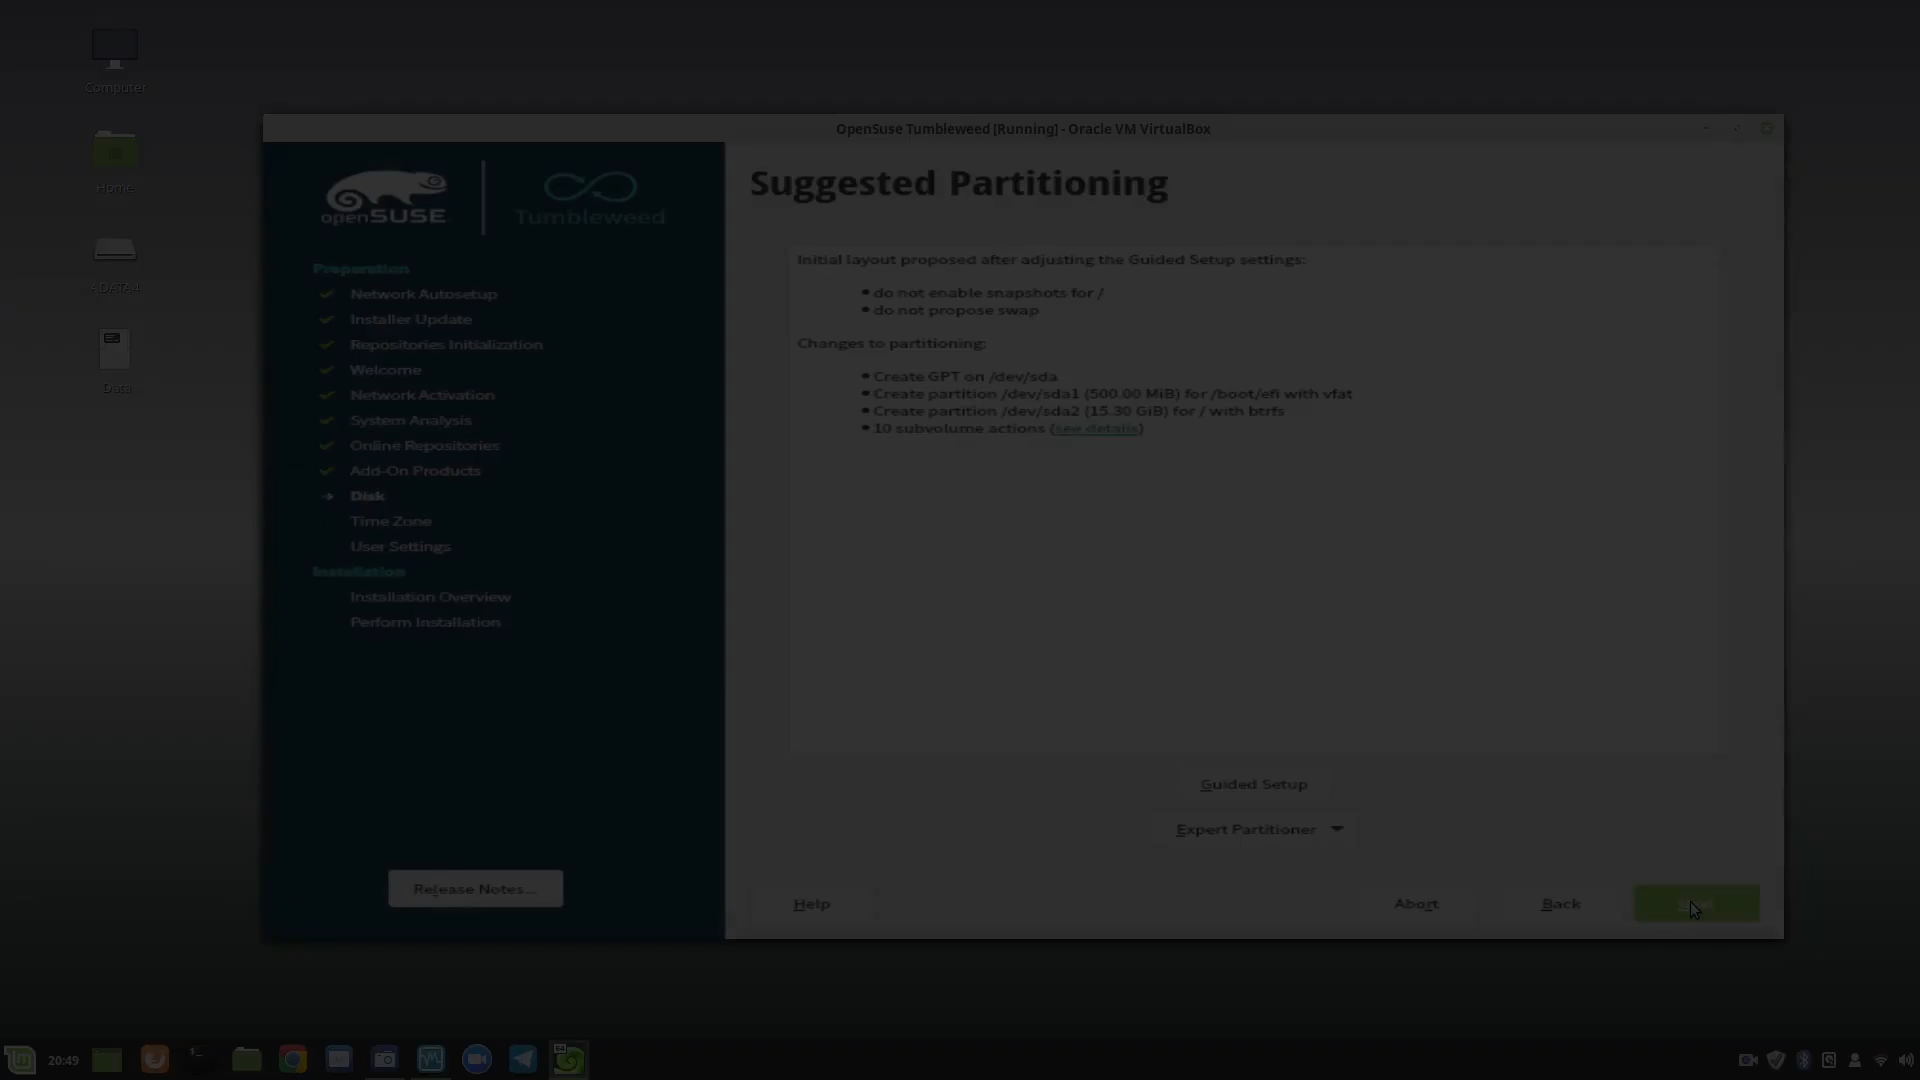 Computer
Home
Data
OpenSuse Tumbleweed [Running] - Oracle VM VirtualBox
openSUSE
Tumbleweed
Preparation
Network Autosetup
Installer Update
Repositories Initialization
Welcome
Network Activation
System Analysis
Online Repositories
Add-On Products
Disk
Time Zone
User Settings
Installation
Installation Overview
Perform Installation
Release Notes...
Suggested Partitioning
Initial layout proposed after adjusting the Guided Setup settings:
• do not enable snapshots for /
• do not propose swap
Changes to partitioning:
• Create GPT on /dev/sda
• Create partition /dev/sda1 (500.00 MiB) for /boot/efi with vfat
• Create partition /dev/sda2 (15.30 GiB) for / with btrfs
• 10 subvolume actions (see details)
Guided Setup
Expert Partitioner
Help
Abort
Back
20:49